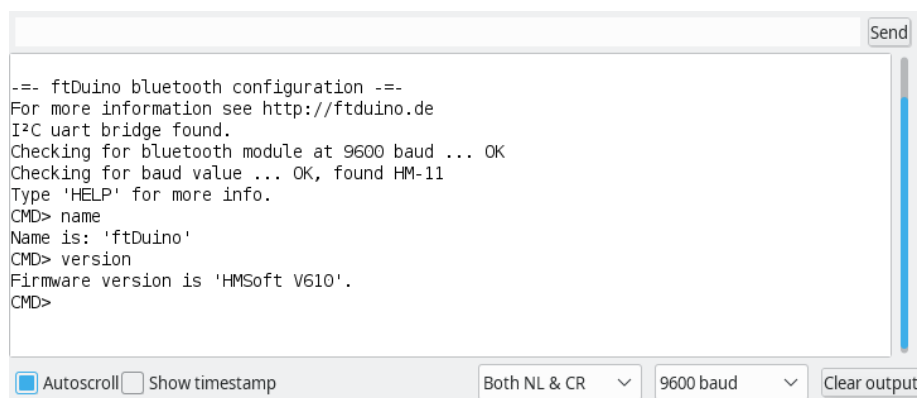 Send
-=- ftDuino bluetooth configuration -=-
For more information see http://ftduino.de
I²C uart bridge found.
Checking for bluetooth module at 9600 baud ... OK
Checking for baud value ... OK, found HM-11
Type 'HELP' for more info.
CMD> name
Name is: 'ftDuino'
CMD> version
Firmware version is 'HMSoft V610'.
CMD>
Autoscroll Show timestamp Both NL & CR 9600 baud Clear output